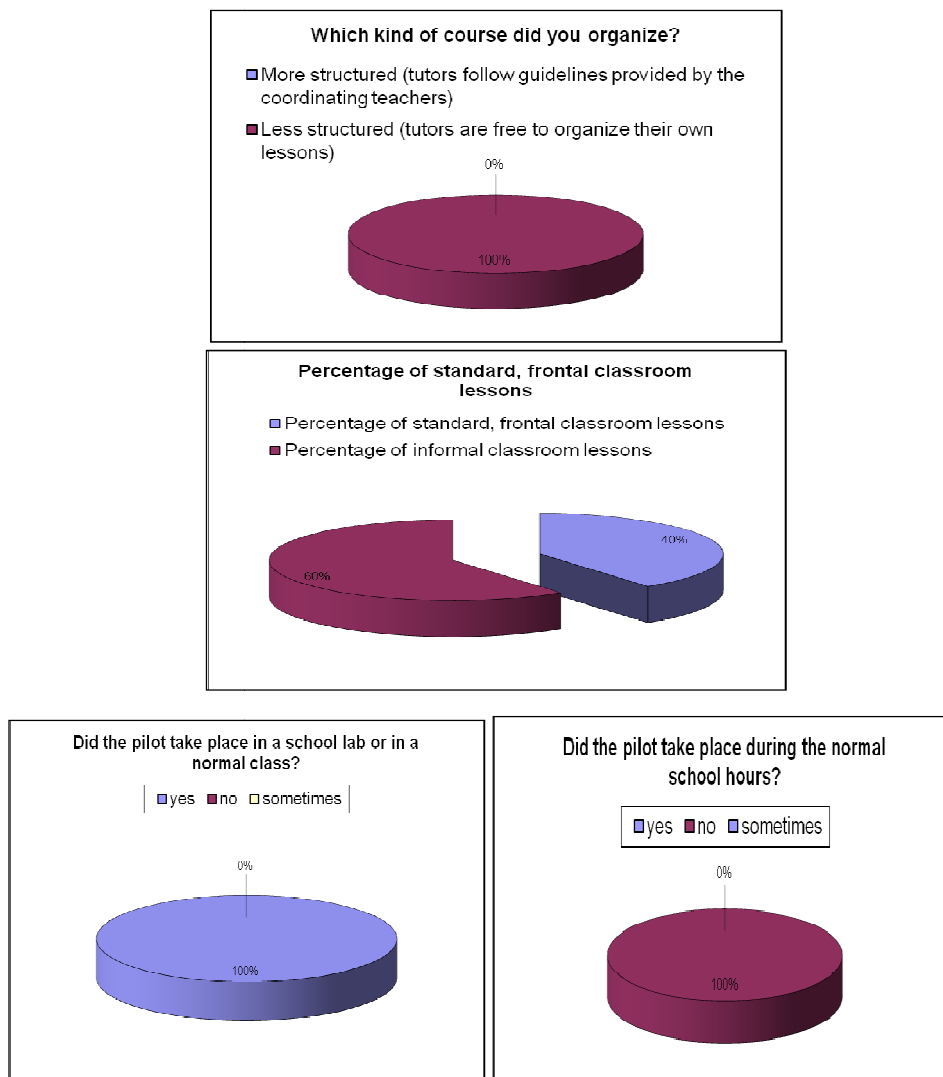 Which kind of course did you organize?
More structured (tutors follow guidelines provided by the
coordinating teachers)
Less structured (tutors are free to organize their own
lessons)
0%
100%
Percentage of standard, frontal classroom
lessons
Percentage of standard, frontal classroom lessons
Percentage of informal classroom lessons
40%
60%
Did the pilot take place in a school lab or in a
normal class?
yes no sometimes
0%
100%
Did the pilot take place during the normal
school hours?
yes no sometimes
0%
100%